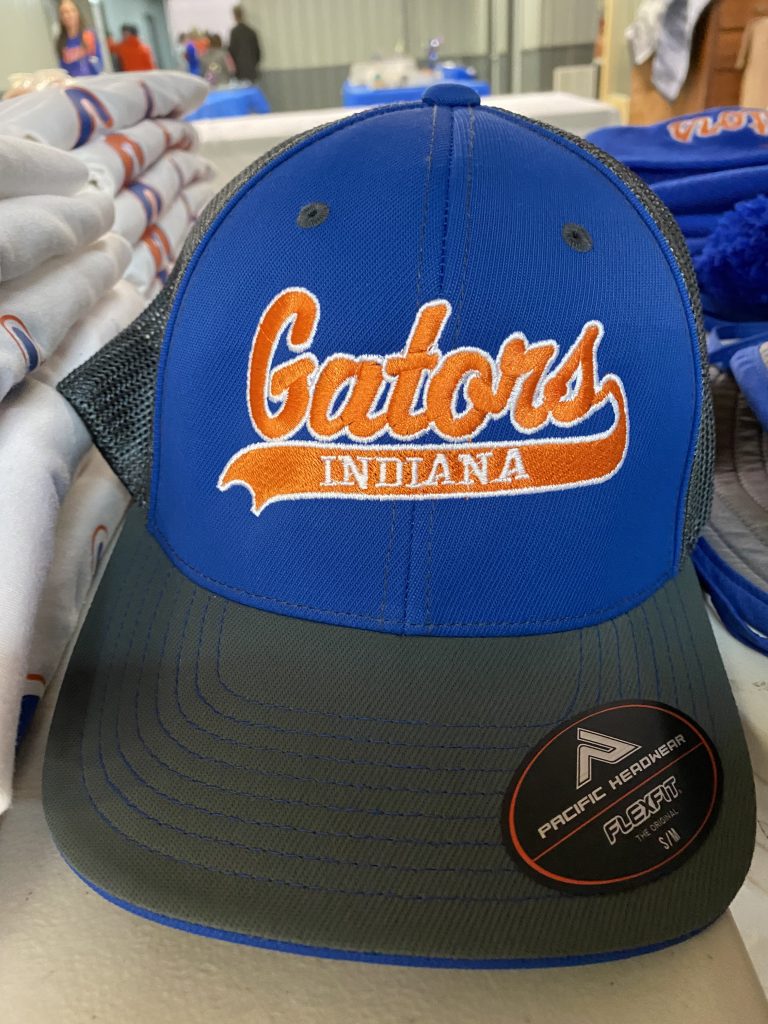 Gators
INDIANA
PACIFIC HEADWEAR
FLEXFIT
THE ORIGINAL
S/M